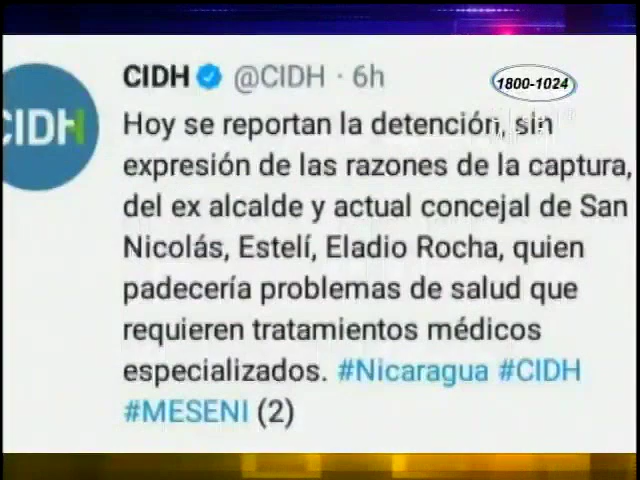 CIDH @CIDH · 6h
1800-1024
CIDH
Hoy se reportan la detención, sin
expresión de las razones de la captura,
del ex alcalde y actual concejal de San
Nicolás, Estelí, Eladio Rocha, quien
padecería problemas de salud que
requieren tratamientos médicos
especializados. #Nicaragua #CIDH
#MESENI (2)